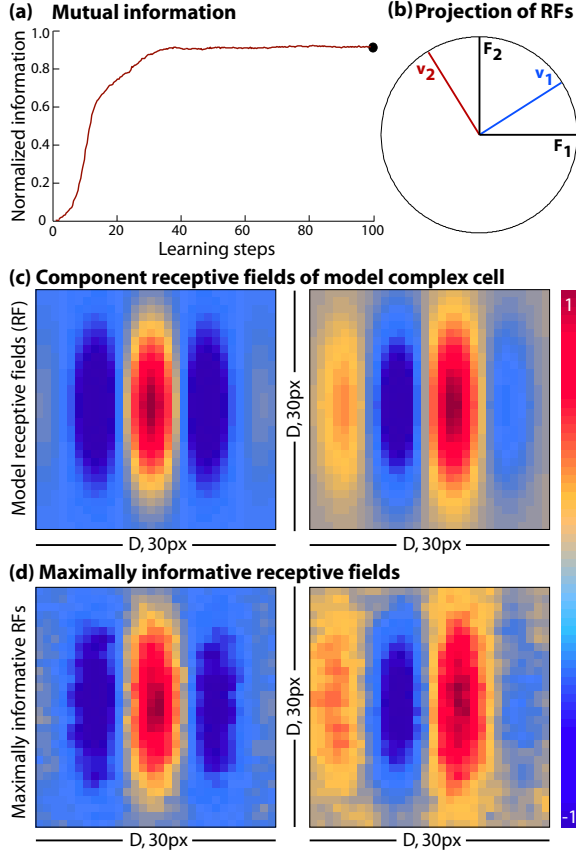 (a) Mutual information
Normalized information
1.0
0.8
0.6
0.4
0.2
0
0
20
40
60
80
100
Learning steps
(b) Projection of RFs
F2
v2
v1
F1
(c) Component receptive fields of model complex cell
Model receptive fields (RF)
D, 30px
D, 30px
D, 30px
1
(d) Maximally informative receptive fields
Maximally informative RFs
D, 30px
D, 30px
D, 30px
-1